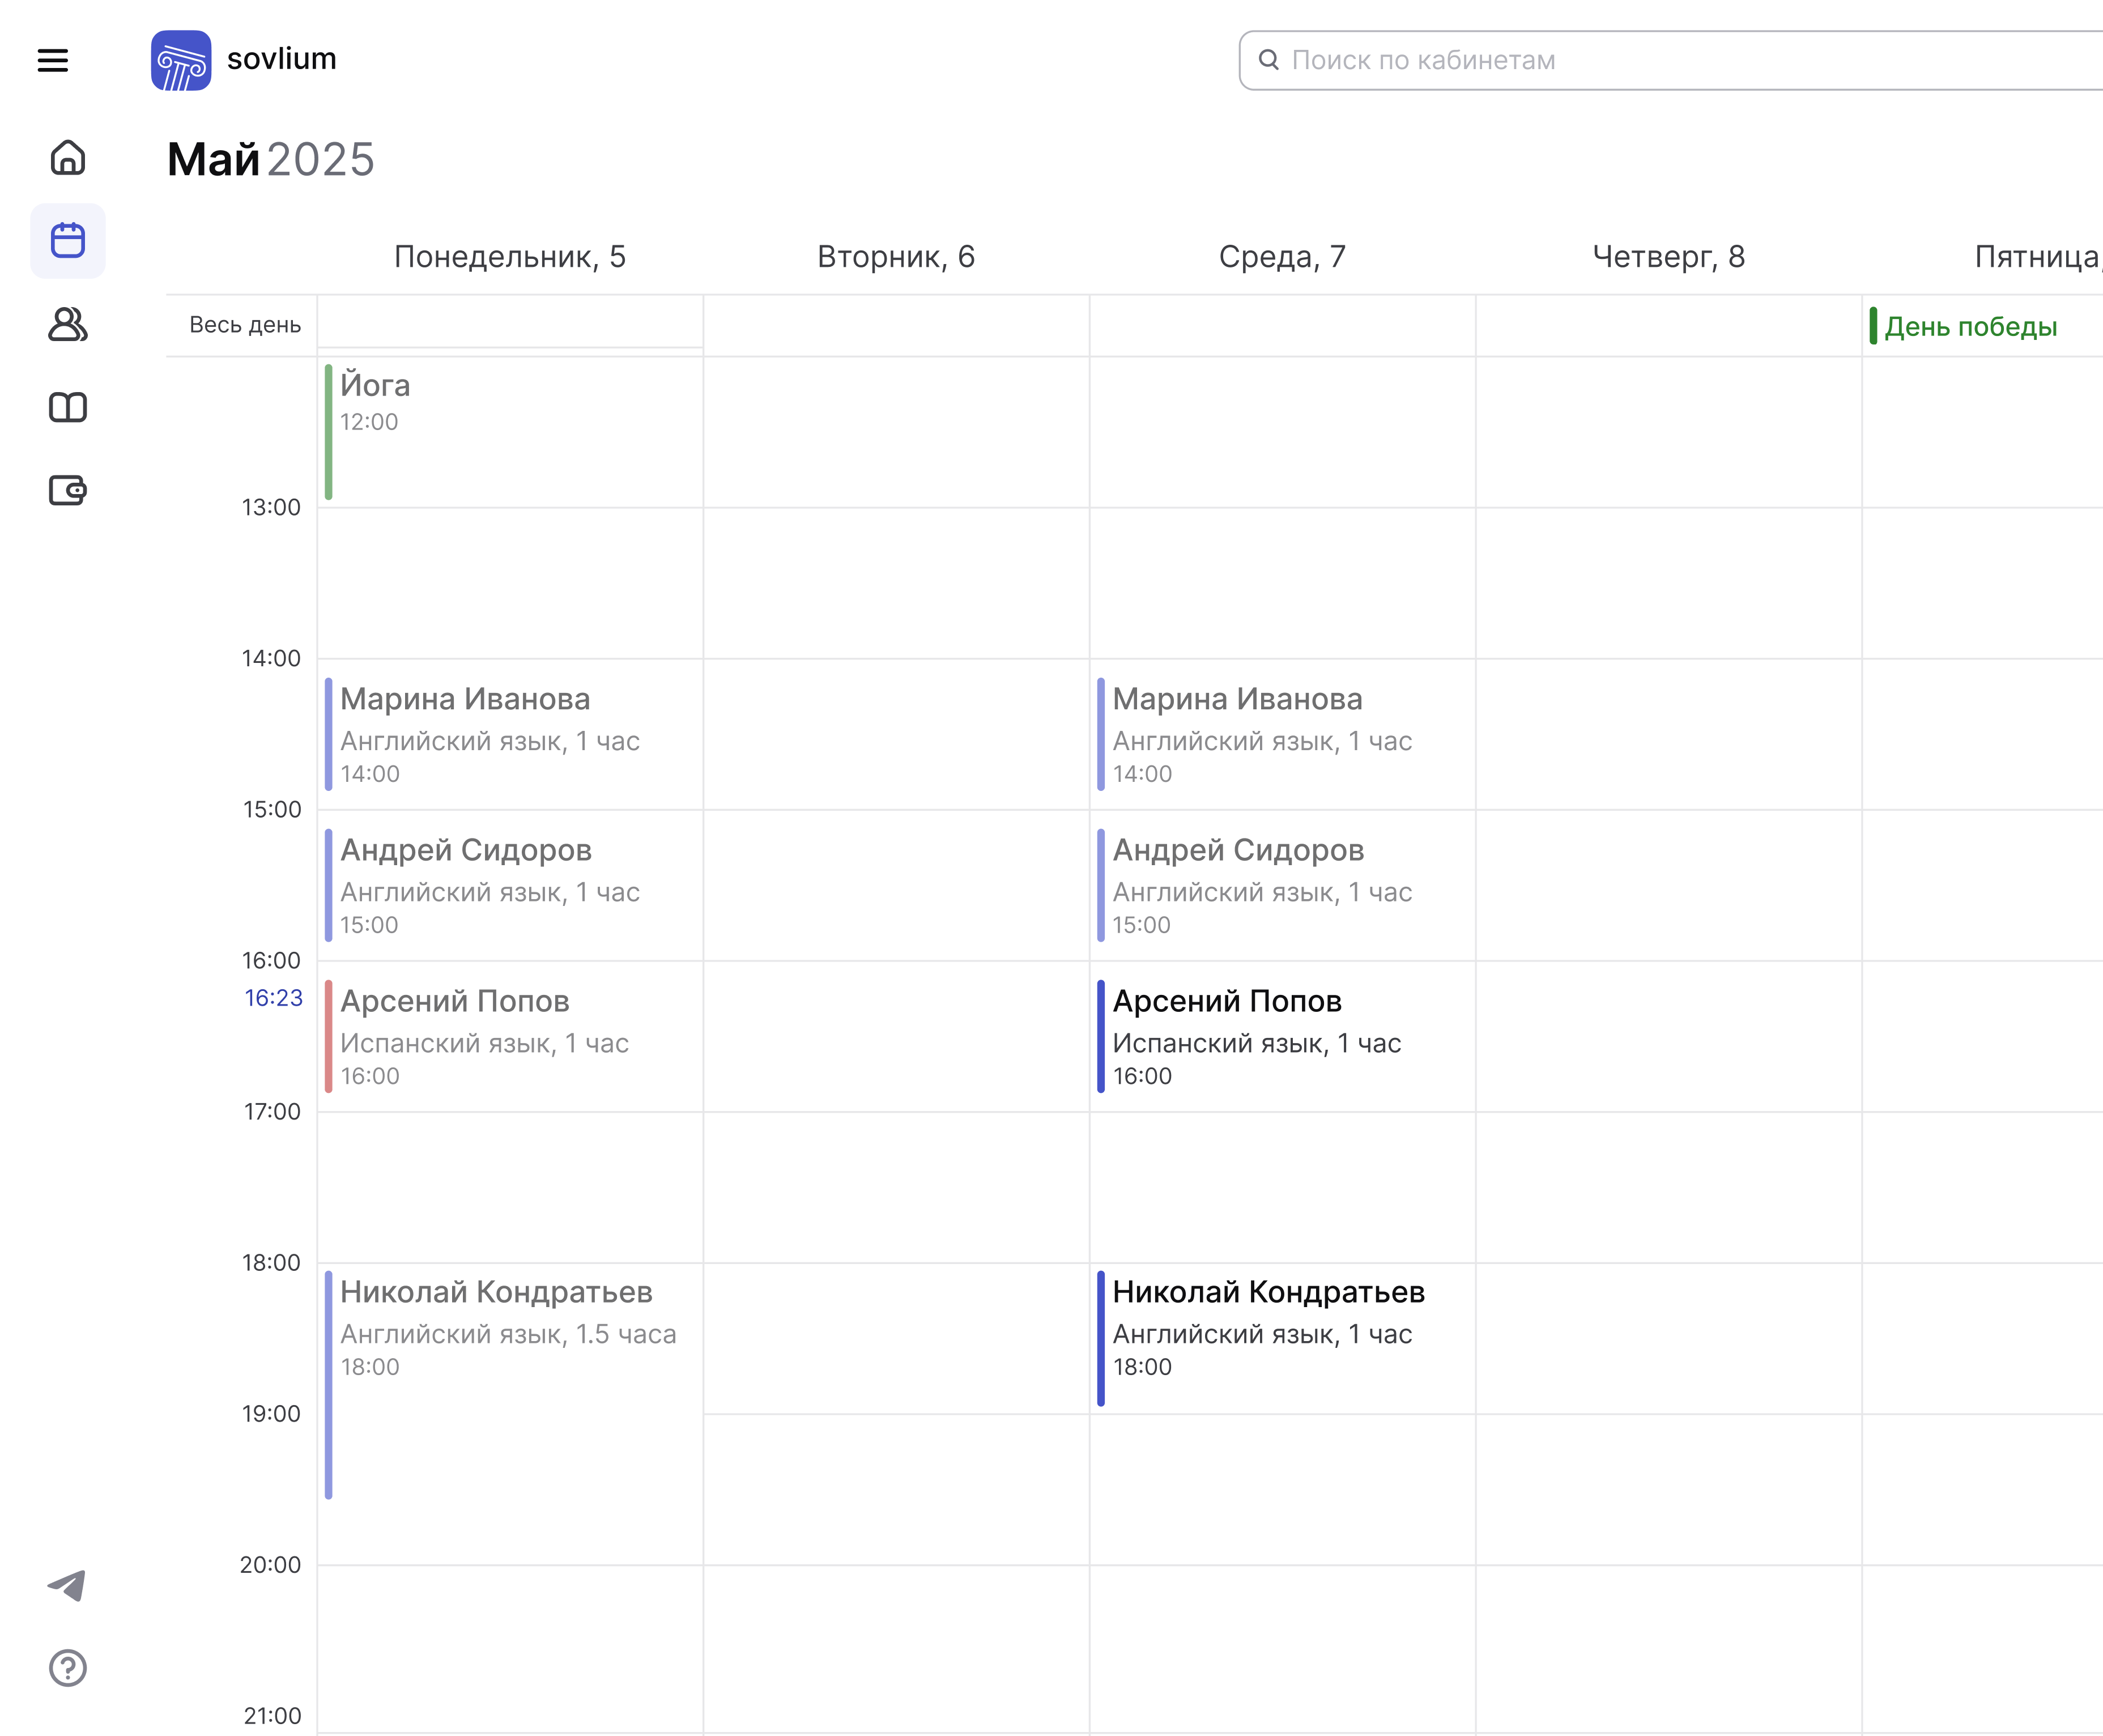 sovlium
Поиск по кабинетам
Май 2025
Понедельник, 5
Вторник, 6
Среда, 7
Четверг, 8
Пятница,
Весь день
День победы
Йога
12:00
13:00
14:00
Марина Иванова
Английский язык, 1 час
14:00
Марина Иванова
Английский язык, 1 час
14:00
15:00
Андрей Сидоров
Английский язык, 1 час
15:00
Андрей Сидоров
Английский язык, 1 час
15:00
16:00
16:23
Арсений Попов
Испанский язык, 1 час
16:00
Арсений Попов
Испанский язык, 1 час
16:00
17:00
18:00
Николай Кондратьев
Английский язык, 1.5 часа
18:00
Николай Кондратьев
Английский язык, 1 час
18:00
19:00
20:00
21:00